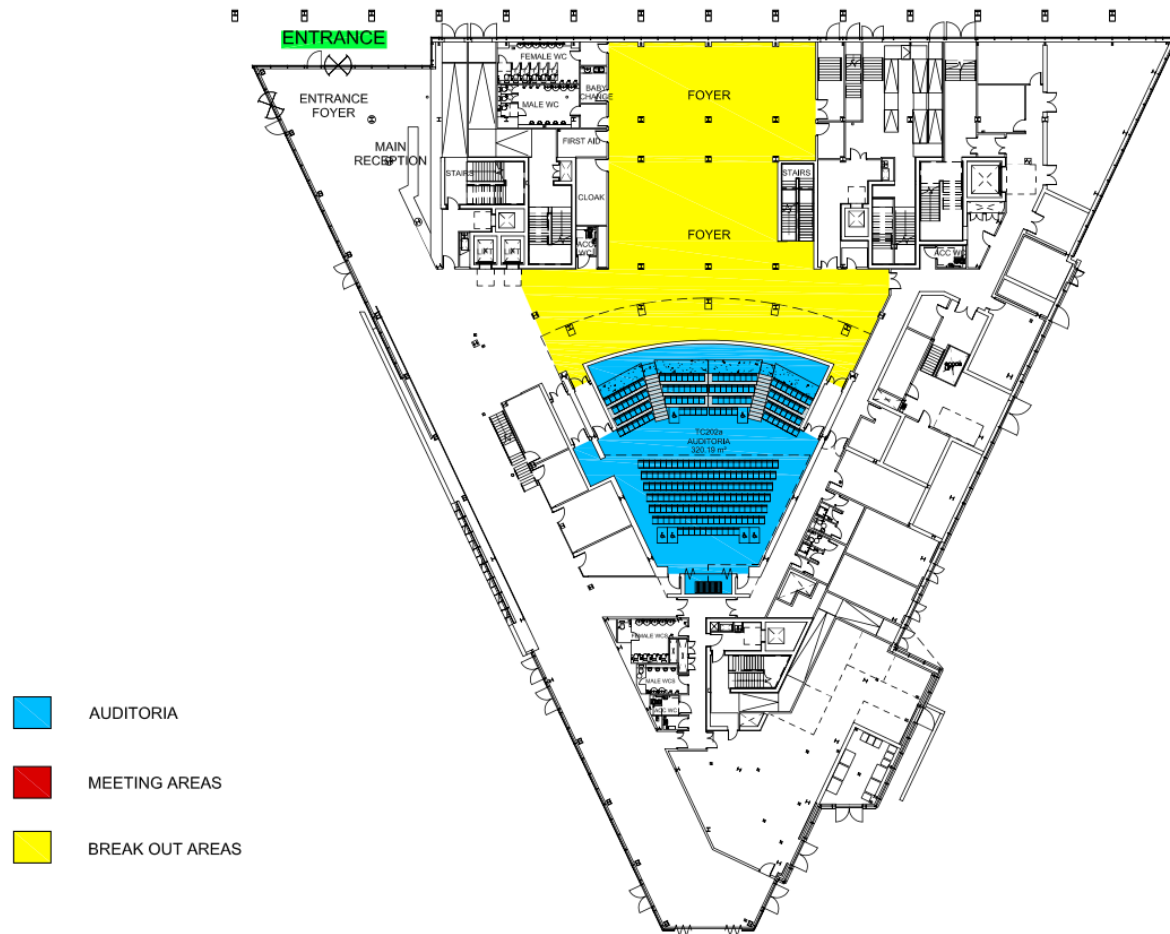 ENTRANCE
ENTRANCE
FOYER
MAIN
RECEPTION
FEMALE WC
BABY
CHANGE
MALE WC
FIRST AID
STAIRS
CLOAK
ACC
WC
LIFT
LIFT
FOYER
STAIRS
FOYER
ACC WC
TC202a
AUDITORIA
320.19 m²
FEMALE WCS
MALE WCS
ACC WC
AUDITORIA
MEETING AREAS
BREAK OUT AREAS